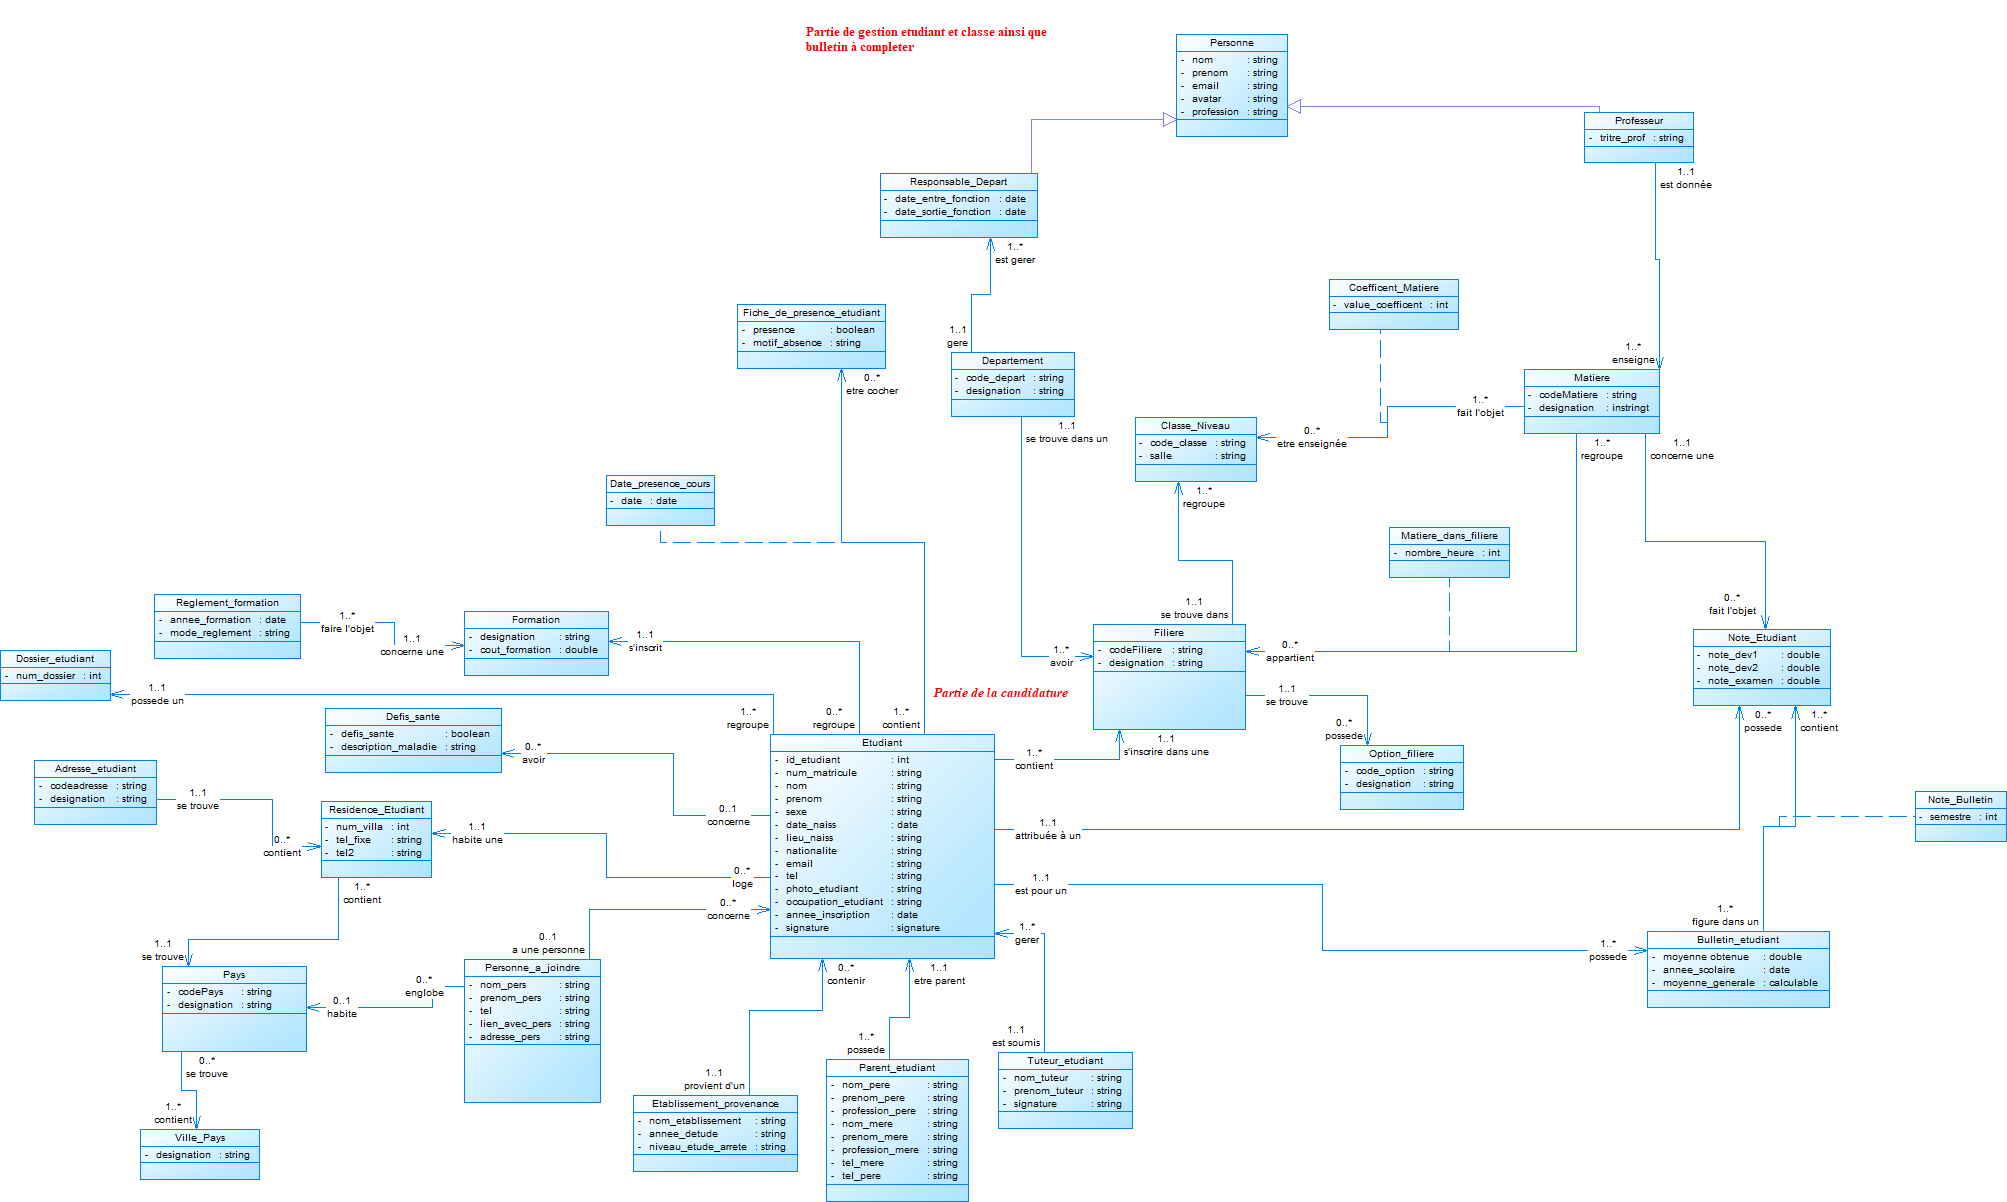 Partie de gestion etudiant et classe ainsi que
bulletin à completer
Personne
- nom : string
- prenom : string
- email : string
- avatar : string
- profession : string
Professeur
- tritre_prof : string
1..1
est donnée
Responsable_Depart
- date_entre_fonction : date
- date_sortie_fonction : date
1..*
est gerer
Coefficent_Matiere
- value_coefficent : int
Fiche_de_presence_etudiant
- presence : boolean
- motif_absence : string
0..*
etre cocher
1..1
gere
Departement
- code_depart : string
- designation : string
1..1
se trouve dans un
1..*
enseigne
Matiere
- codeMatiere : string
- designation : instringt
1..*
fait l'objet
0..*
etre enseignée
1..*
regroupe
1..1
concerne une
Classe_Niveau
- code_classe : string
- salle : string
1..*
regroupe
Date_presence_cours
- date : date
Matiere_dans_filiere
- nombre_heure : int
Reglement_formation
- annee_formation : date
- mode_reglement : string
1..*
faire l'objet
1..1
concerne une
Formation
- designation : string
- cout_formation : double
1..1
s'inscrit
1..1
se trouve dans
Filiere
- codeFiliere : string
- designation : string
1..*
avoir
0..*
appartient
0..*
fait l'objet
Note_Etudiant
- note_dev1 : double
- note_dev2 : double
- note_examen : double
0..*
possede
1..*
contient
Dossier_etudiant
- num_dossier : int
1..1
possede un
Partie de la candidature
1..1
se trouve
0..*
possede
1..*
regroupe
0..*
regroupe
1..*
contient
Defis_sante
- defis_sante : boolean
- description_maladie : string
0..*
avoir
0..1
concerne
Etudiant
- id_etudiant : int
- num_matricule : string
- nom : string
- prenom : string
- sexe : string
- date_naiss : date
- lieu_naiss : string
- nationalite : string
- email : string
- tel : string
- photo_etudiant : string
- occupation_etudiant : string
- annee_inscription : date
- signature : signature
1..*
contient
1..1
s'inscrire dans une
Option_filiere
- code_option : string
- designation : string
Adresse_etudiant
- codeadresse : string
- designation : string
1..1
se trouve
0..*
contient
Residence_Etudiant
- num_villa : int
- tel_fixe : string
- tel2 : string
1..1
habite une
0..*
loge
1..*
contient
1..1
attribuée à un
1..1
est pour un
Note_Bulletin
- semestre : int
0..*
concerne
0..1
a une personne
1..*
gerer
1..*
figure dans un
1..*
possede
Bulletin_etudiant
- moyenne obtenue : double
- annee_scolaire : date
- moyenne_generale : calculable
1..1
se trouve
Pays
- codePays : string
- designation : string
0..1
habite
0..*
englobe
Personne_a_joindre
- nom_pers : string
- prenom_pers : string
- tel : string
- lien_avec_pers : string
- adresse_pers : string
0..*
contenir
1..1
etre parent
1..*
possede
1..1
est soumis
0..*
se trouve
1..*
contient
Ville_Pays
- designation : string
1..1
provient d'un
Etablissement_provenance
- nom_etablissement : string
- annee_detude : string
- niveau_etude_arrete : string
Parent_etudiant
- nom_pere : string
- prenom_pere : string
- profession_pere : string
- nom_mere : string
- prenom_mere : string
- profession_mere : string
- tel_mere : string
- tel_pere : string
Tuteur_etudiant
- nom_tuteur : string
- prenom_tuteur : string
- signature : string